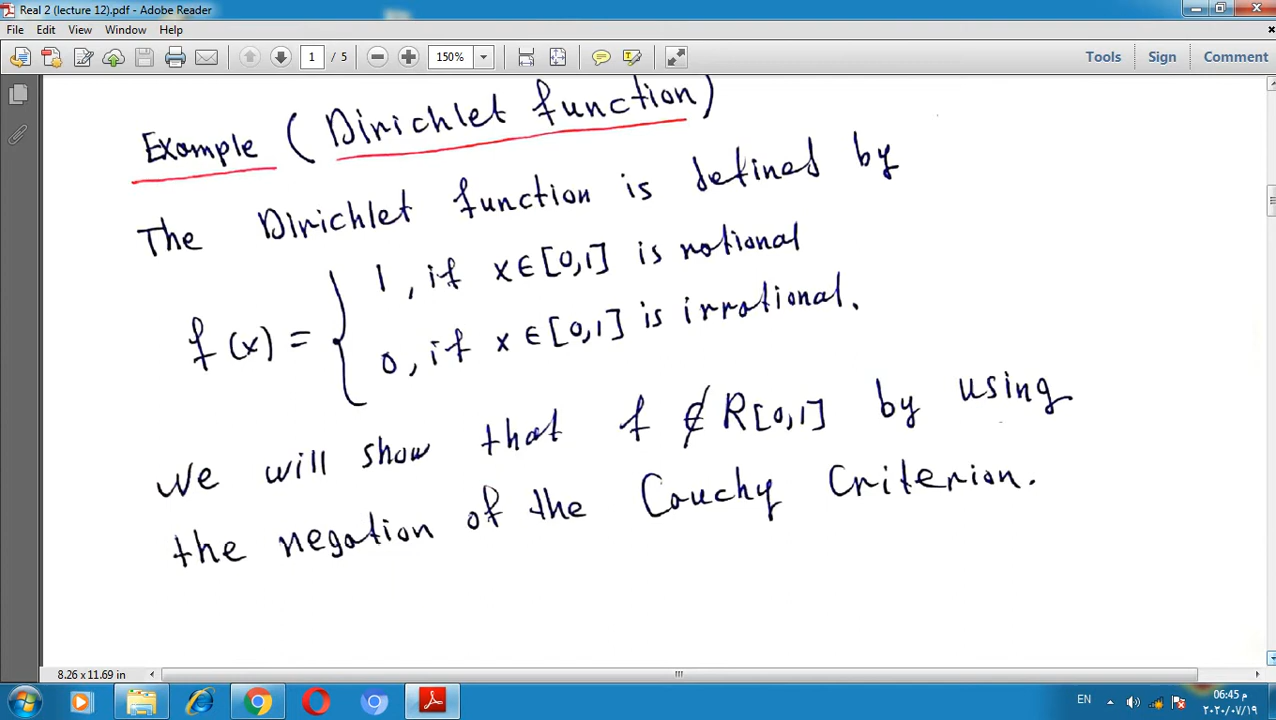 Real 2 (lecture 12).pdf - Adobe Reader
File Edit View Window Help
1 / 5 150% Tools Sign Comment
Example (Dirichlet function)
The Dirichlet function is defined by
1, if x∈[0,1] is rational
f(x) = {
0, if x∈[0,1] is irrational.
We will show that f ∉ R[0,1] by using
the negation of the Cauchy Criterion.
8.26 x 11.69 in
EN 06:45 م
٢٠٢٠/٠٧/١٩